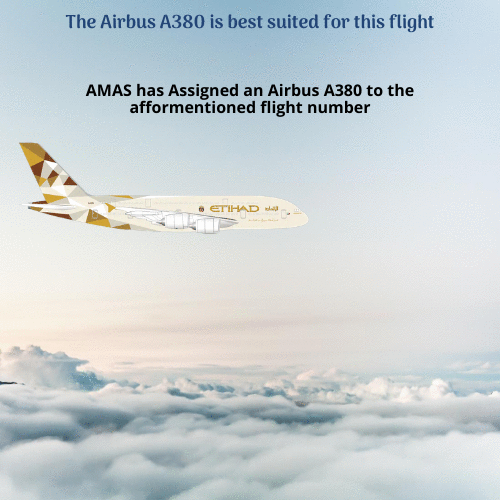 The Airbus A380 is best suited for this flight
AMAS has Assigned an Airbus A380 to the
afformentioned flight number
ETIHAD